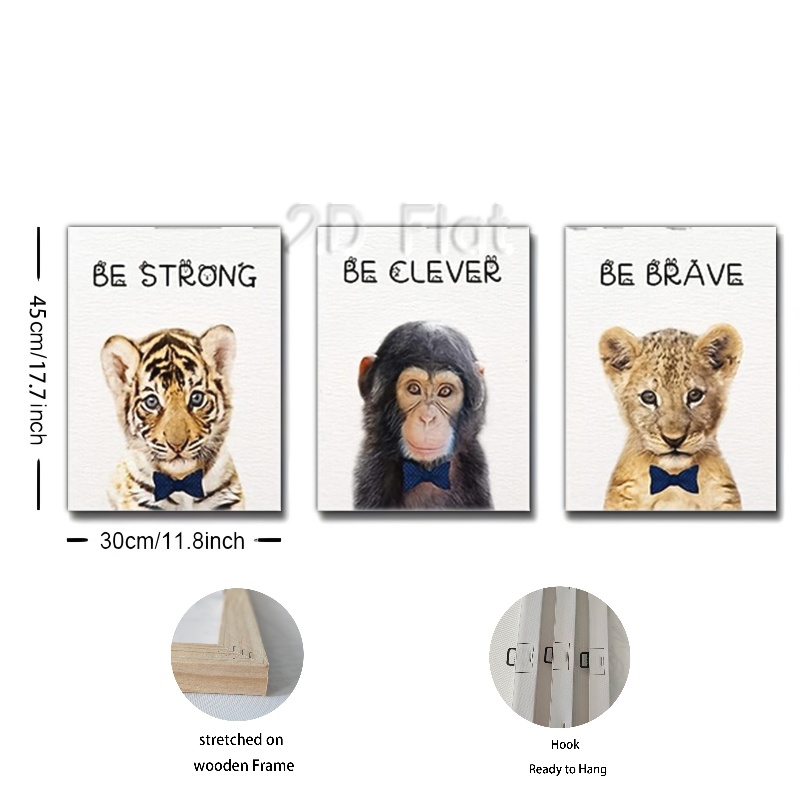 2D Flat
BE STRONG
BE CLEVER
BE BRAVE
45cm/17.7inch
30cm/11.8inch
stretched on
wooden Frame
Hook
Ready to Hang